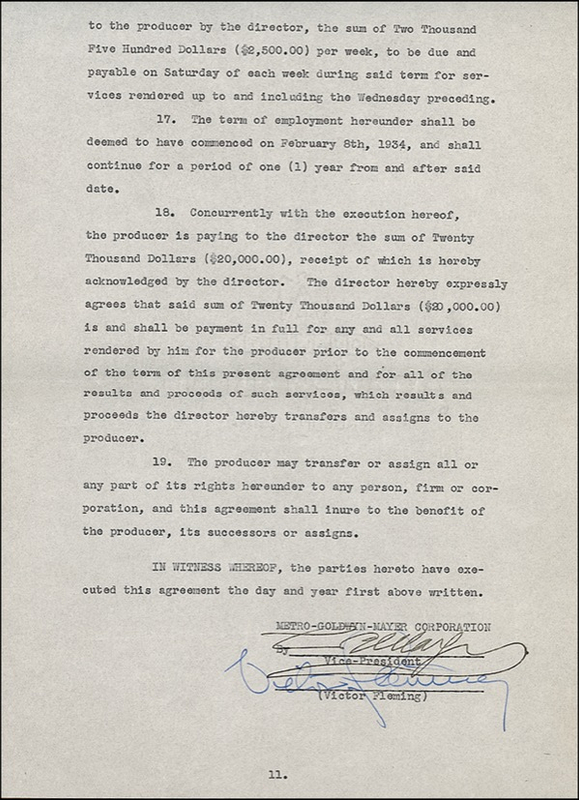 to the producer by the director, the sum of Two Thousand
Five Hundred Dollars ($2,500.00) per week, to be due and
payable on Saturday of each week during said term for ser-
vices rendered up to and including the Wednesday preceding.
17. The term of employment hereunder shall be
deemed to have commenced on February 8th, 1934, and shall
continue for a period of one (1) year from and after said
date.
18. Concurrently with the execution hereof,
the producer is paying to the director the sum of Twenty
Thousand Dollars ($20,000.00), receipt of which is hereby
acknowledged by the director. The director hereby expressly
agrees that said sum of Twenty Thousand Dollars ($20,000.00)
is and shall be payment in full for any and all services
rendered by him for the producer prior to the commencement
of the term of this present agreement and for all of the
results and proceeds of such services, which results and
proceeds the director hereby transfers and assigns to the
producer.
19. The producer may transfer or assign all or
any part of its rights hereunder to any person, firm or cor-
poration, and this agreement shall inure to the benefit of
the producer, its successors or assigns.
IN WITNESS WHEREOF, the parties hereto have exe-
cuted this agreement the day and year first above written.
METRO-GOLDWYN-MAYER CORPORATION
By
Vice-President
Victor Fleming
(Victor Fleming)
11.